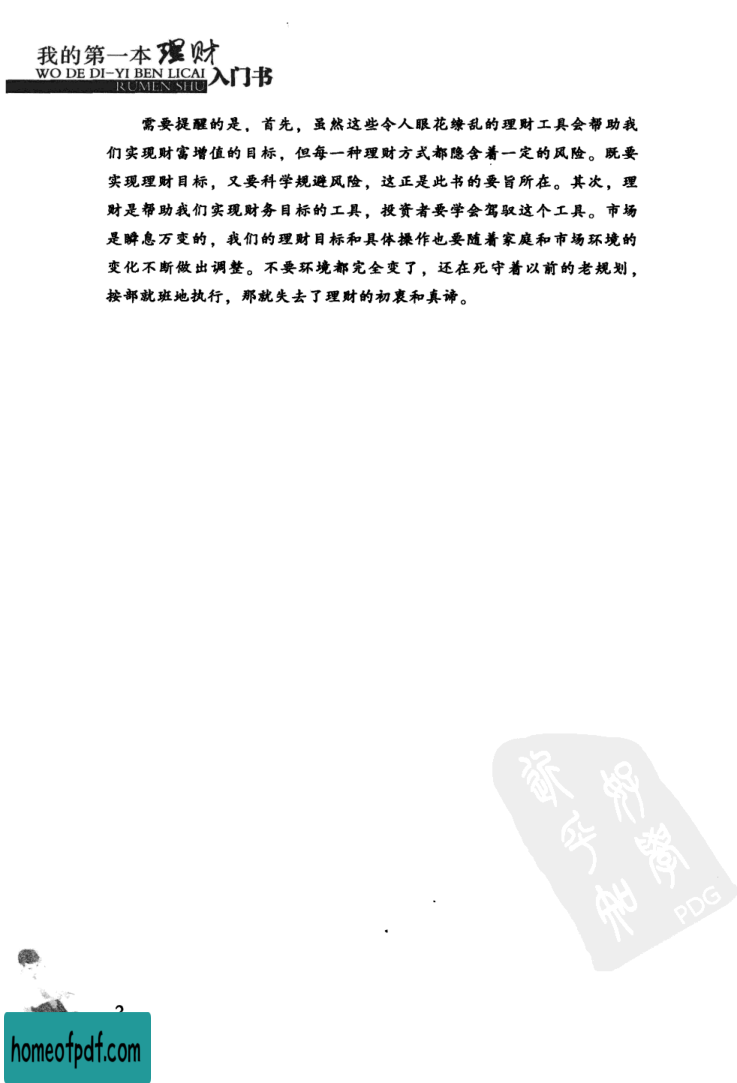 我的第一本理财
WO DE DI-YI BEN LICAI
RUMEN SHU
入门书
需要提醒的是，首先，虽然这些令人眼花缭乱的理财工具会帮助我
们实现财富增值的目标，但每一种理财方式都隐含着一定的风险。既要
实现理财目标，又要科学规避风险，这正是此书的要旨所在。其次，理
财是帮助我们实现财务目标的工具，投资者要学会驾驭这个工具。市场
是瞬息万变的，我们的理财目标和具体操作也要随着家庭和市场环境的
变化不断做出调整。不要环境都完全变了，还在死守着以前的老规划，
按部就班地执行，那就失去了理财的初衷和真谛。
PDG
2
homeofpdf.com